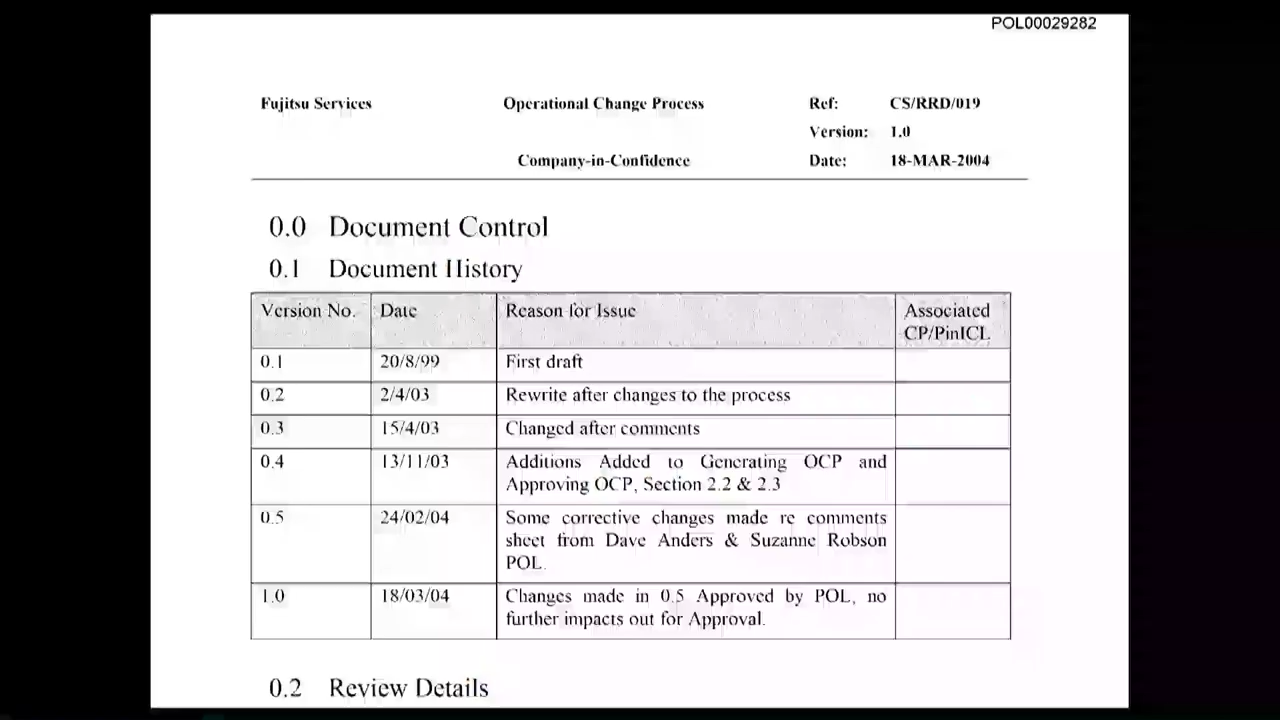 POL00029282
Fujitsu Services Operational Change Process Ref: CS/RRD/019
Version: 1.0
Company-in-Confidence Date: 18-MAR-2004
0.0 Document Control
0.1 Document History
Version No. Date Reason for Issue Associated
CP/PinICL
0.1 20/8/99 First draft
0.2 2/4/03 Rewrite after changes to the process
0.3 15/4/03 Changed after comments
0.4 13/11/03 Additions Added to Generating OCP and
Approving OCP, Section 2.2 & 2.3
0.5 24/02/04 Some corrective changes made re comments
sheet from Dave Anders & Suzanne Robson
POL.
1.0 18/03/04 Changes made in 0.5 Approved by POL, no
further impacts out for Approval.
0.2 Review Details